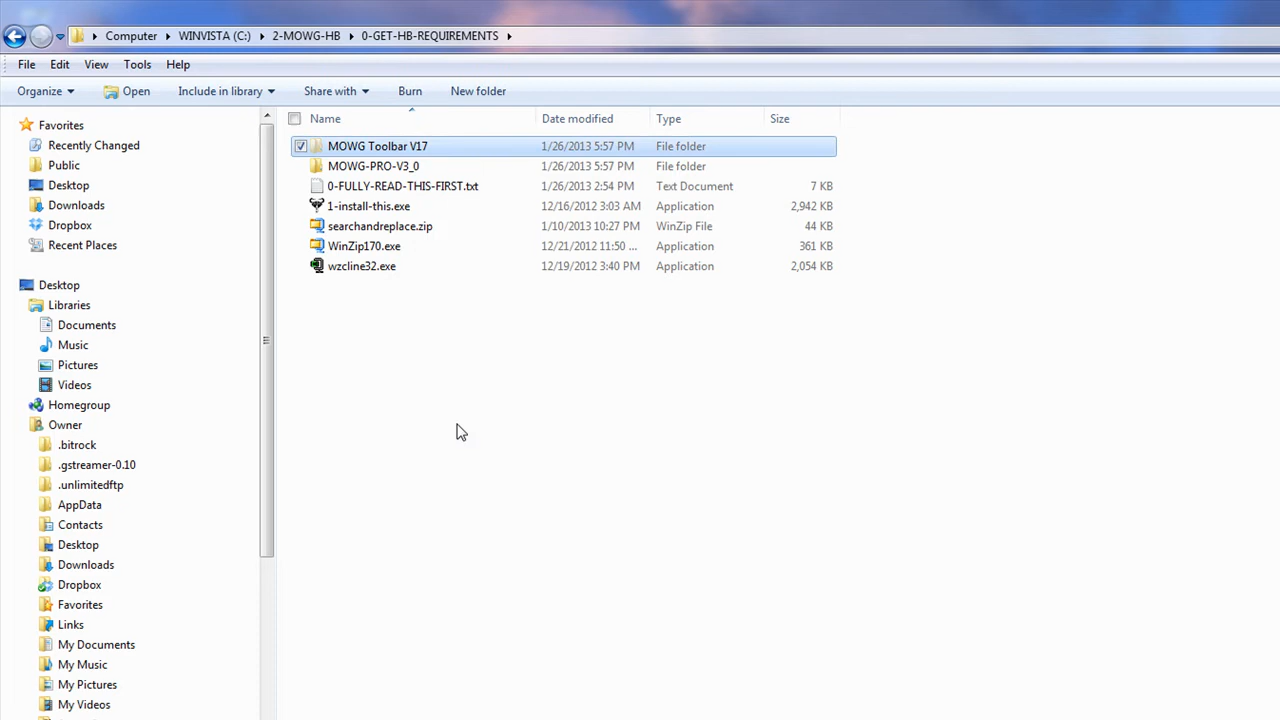 Computer WINVISTA (C:) 2-MOWG-HB 0-GET-HB-REQUIREMENTS
File Edit View Tools Help
Organize Open Include in library Share with Burn New folder
Name Date modified Type Size
MOWG Toolbar V17 1/26/2013 5:57 PM File folder
MOWG-PRO-V3_0 1/26/2013 5:57 PM File folder
0-FULLY-READ-THIS-FIRST.txt 1/26/2013 2:54 PM Text Document 7 KB
1-install-this.exe 12/16/2012 3:03 AM Application 2,942 KB
searchandreplace.zip 1/10/2013 10:27 PM WinZip File 44 KB
WinZip170.exe 12/21/2012 11:50 ... Application 361 KB
wzcline32.exe 12/19/2012 3:40 PM Application 2,054 KB
Favorites
Recently Changed
Public
Desktop
Downloads
Dropbox
Recent Places
Desktop
Libraries
Documents
Music
Pictures
Videos
Homegroup
Owner
.bitrock
.gstreamer-0.10
.unlimitedftp
AppData
Contacts
Desktop
Downloads
Dropbox
Favorites
Links
My Documents
My Music
My Pictures
My Videos